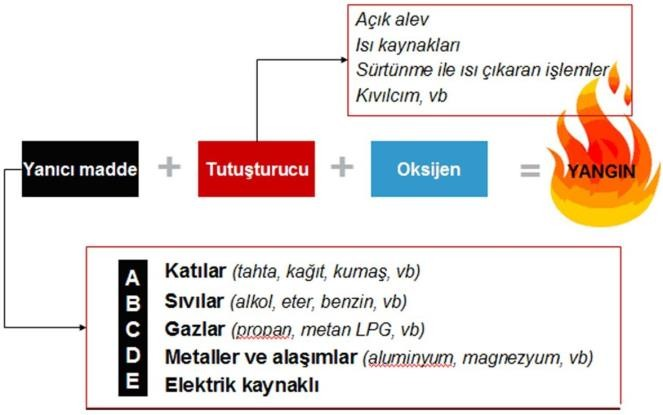 Açık alev
Isı kaynakları
Sürtünme ile ısı çıkaran işlemler
Kıvılcım, vb
Yanıcı madde + Tutuşturucu + Oksijen = YANGIN
A Katılar (tahta, kağıt, kumaş, vb)
B Sıvılar (alkol, eter, benzin, vb)
C Gazlar (propan, metan LPG, vb)
D Metaller ve alaşımlar (aluminyum, magnezyum, vb)
E Elektrik kaynaklı